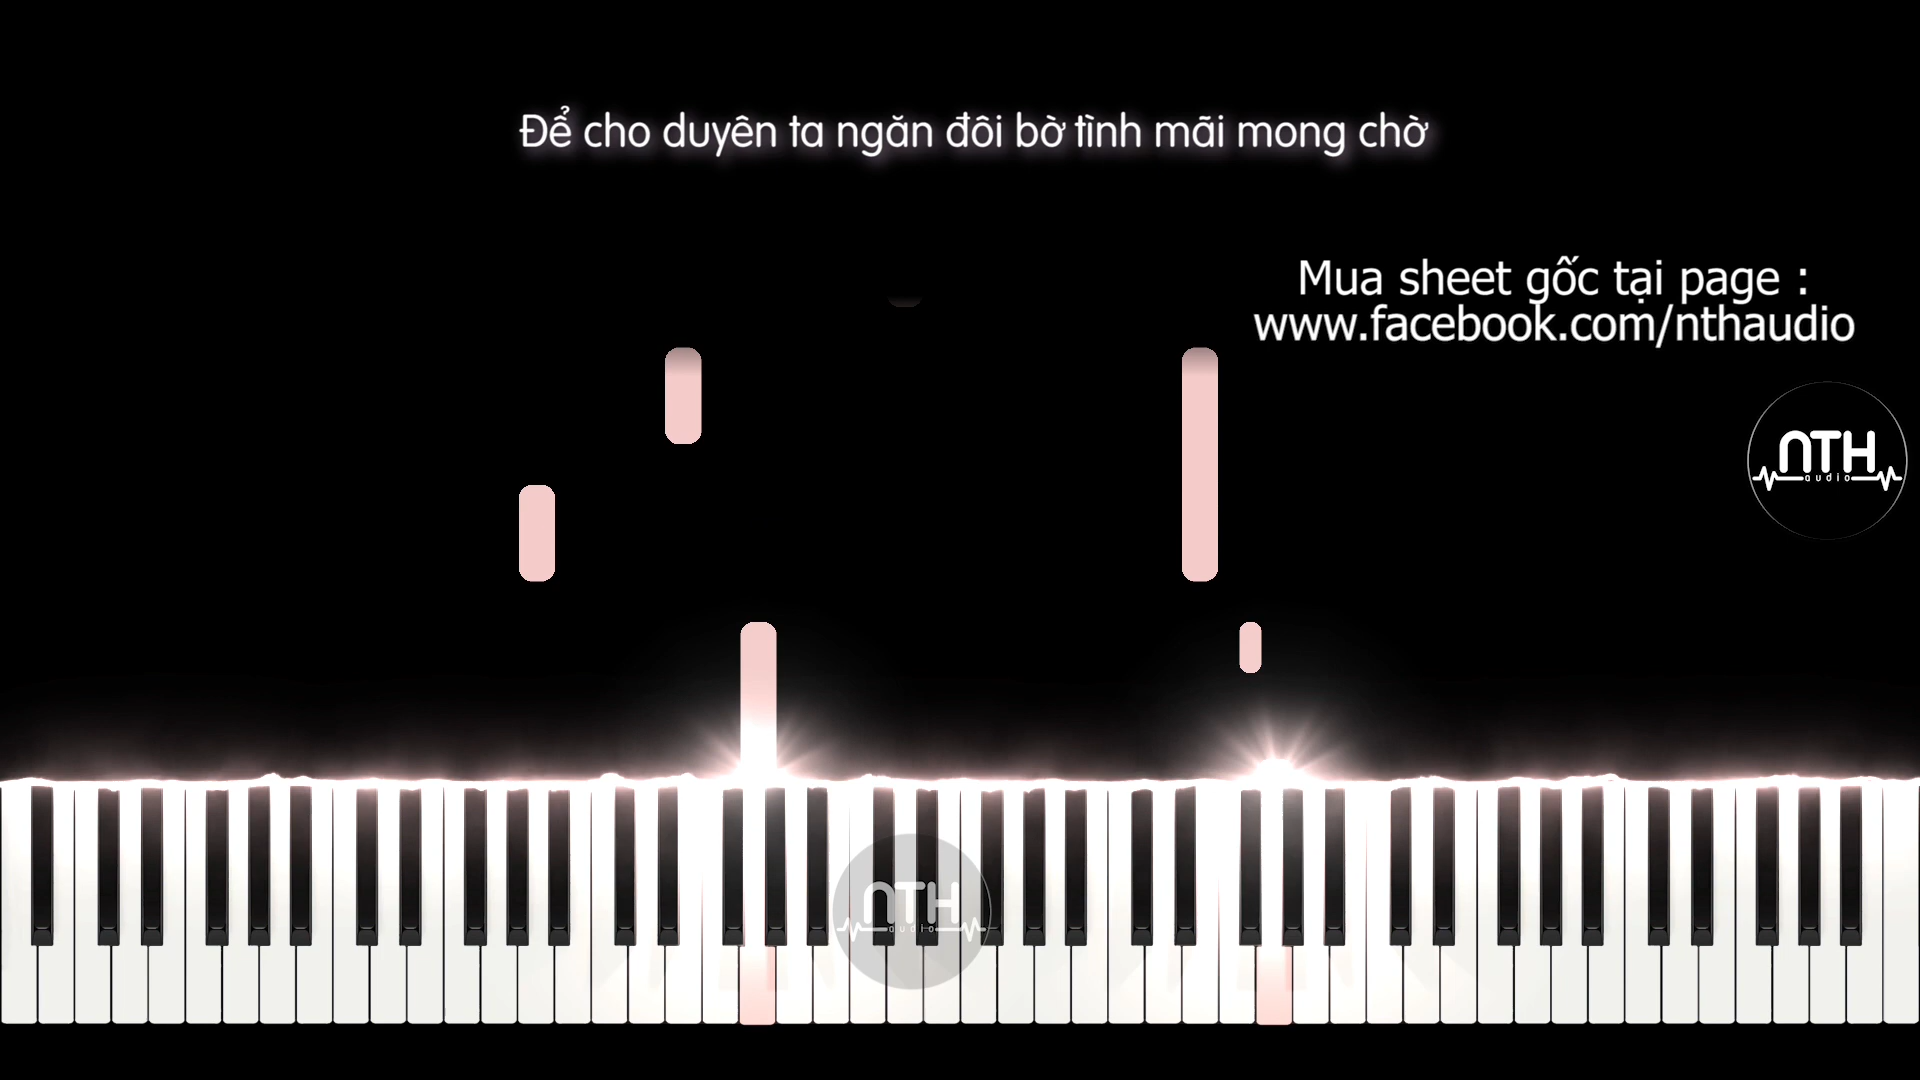 Để cho duyên ta ngăn đôi bờ tình mãi mong chờ
Mua sheet gốc tại page :
www.facebook.com/nthaudio
NTH
audio
NTH
audio